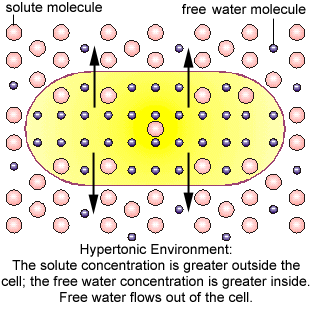 solute molecule free water molecule
Hypertonic Environment:
The solute concentration is greater outside the
cell; the free water concentration is greater inside.
Free water flows out of the cell.